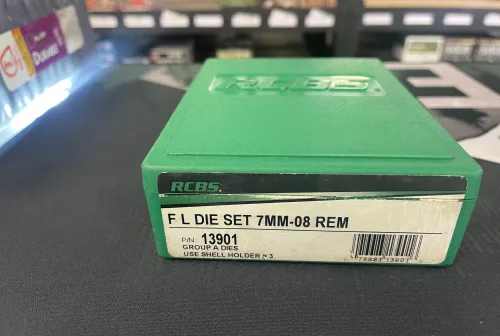 RCBS
RCBS.
F L DIE SET 7MM-08 REM
P/N: 13901
GROUP A DIES
USE SHELL HOLDER # 3